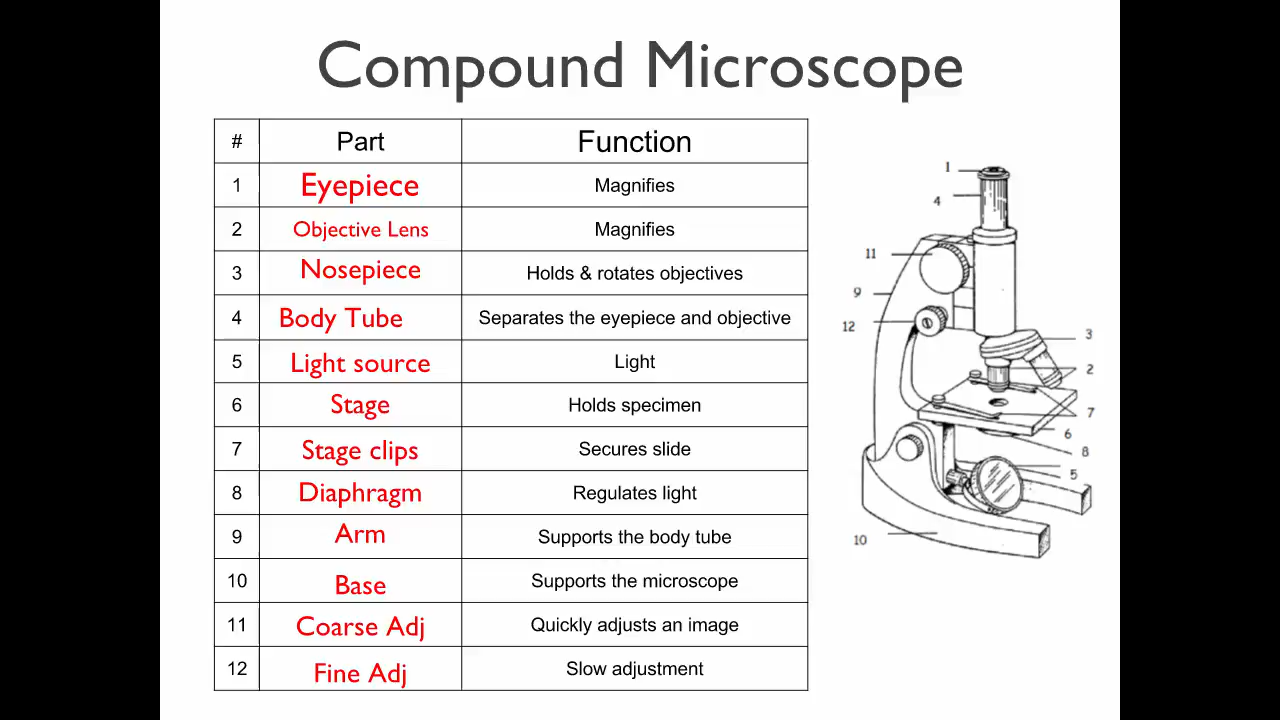 Compound Microscope
# Part Function
1 Eyepiece Magnifies
2 Objective Lens Magnifies
3 Nosepiece Holds & rotates objectives
4 Body Tube Separates the eyepiece and objective
5 Light source Light
6 Stage Holds specimen
7 Stage clips Secures slide
8 Diaphragm Regulates light
9 Arm Supports the body tube
10 Base Supports the microscope
11 Coarse Adj Quickly adjusts an image
12 Fine Adj Slow adjustment
1
4
11
9
12
3
2
7
6
8
5
10